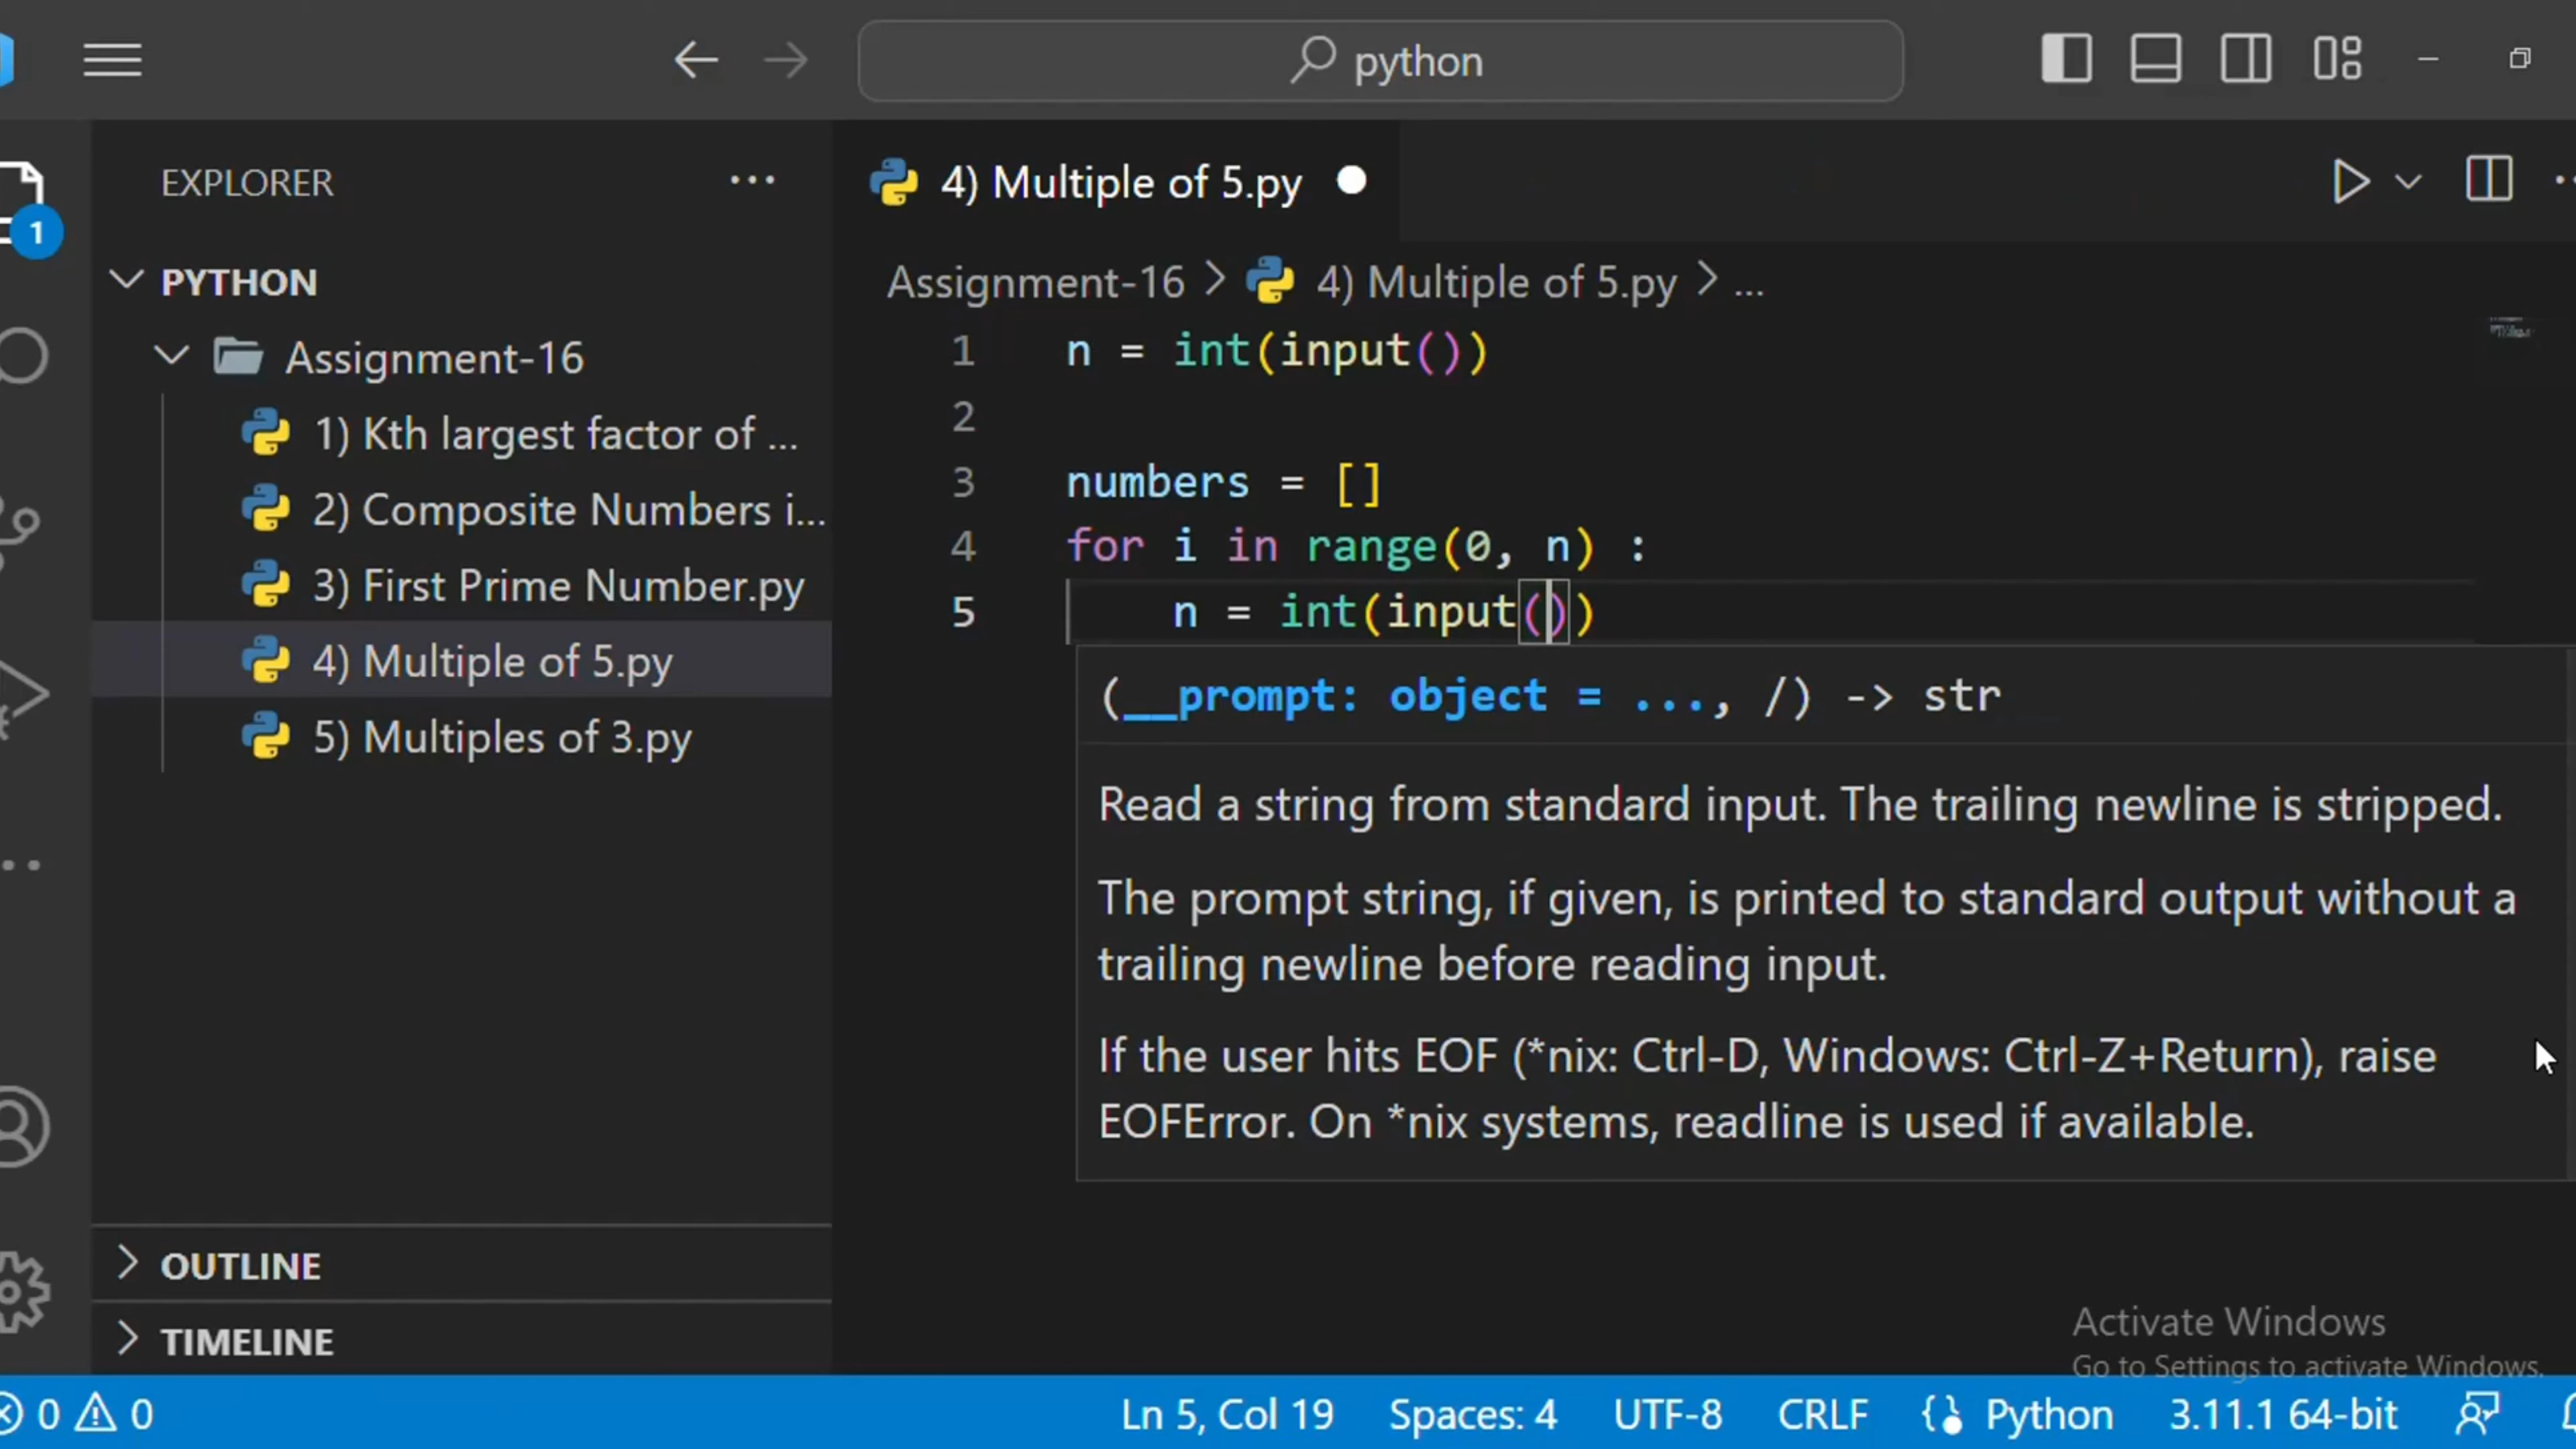 python
EXPLORER ...
1
PYTHON
Assignment-16
1) Kth largest factor of ...
2) Composite Numbers i...
3) First Prime Number.py
4) Multiple of 5.py
5) Multiples of 3.py
OUTLINE
TIMELINE
4) Multiple of 5.py
Assignment-16 > 4) Multiple of 5.py > ...
1 n = int(input())
2
3 numbers = []
4 for i in range(0, n) :
5 n = int(input())
(__prompt: object = ..., /) -> str
Read a string from standard input. The trailing newline is stripped.
The prompt string, if given, is printed to standard output without a
trailing newline before reading input.
If the user hits EOF (*nix: Ctrl-D, Windows: Ctrl-Z+Return), raise
EOFError. On *nix systems, readline is used if available.
Activate Windows
Go to Settings to activate Windows.
0 0 Ln 5, Col 19 Spaces: 4 UTF-8 CRLF Python 3.11.1 64-bit